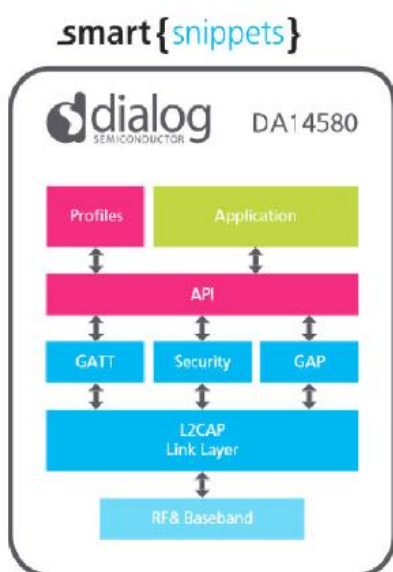 .smart{snippets}
dialog DA14580
SEMICONDUCTOR
Profiles Application
API
GATT Security GAP
L2CAP
Link Layer
RF& Baseband